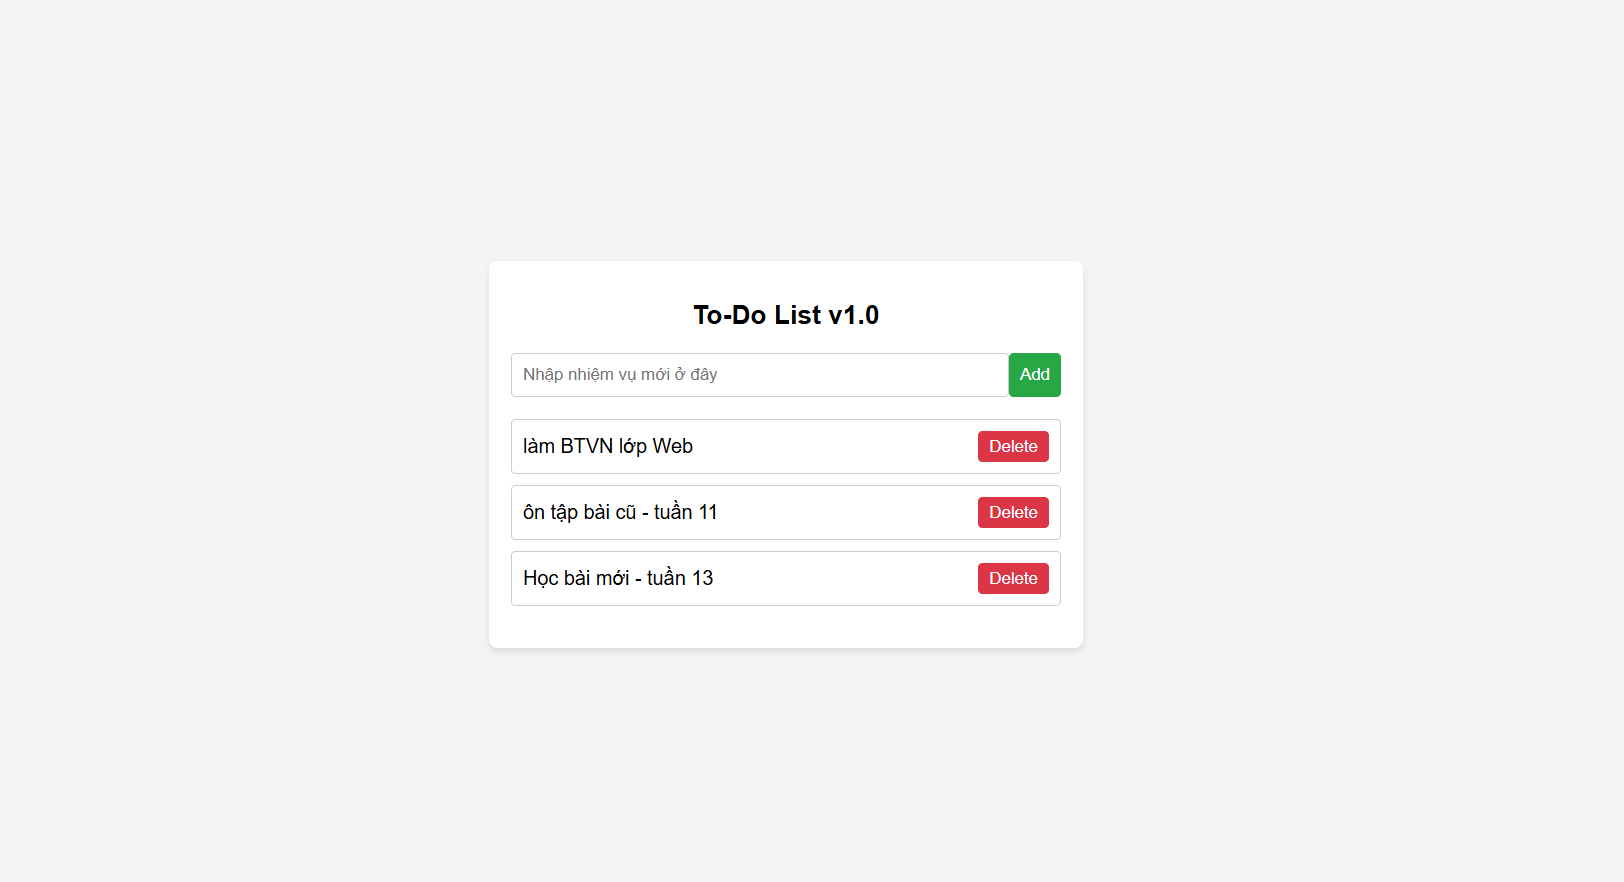 To-Do List v1.0
Nhập nhiệm vụ mới ở đây
Add
làm BTVN lớp Web
Delete
ôn tập bài cũ - tuần 11
Delete
Học bài mới - tuần 13
Delete